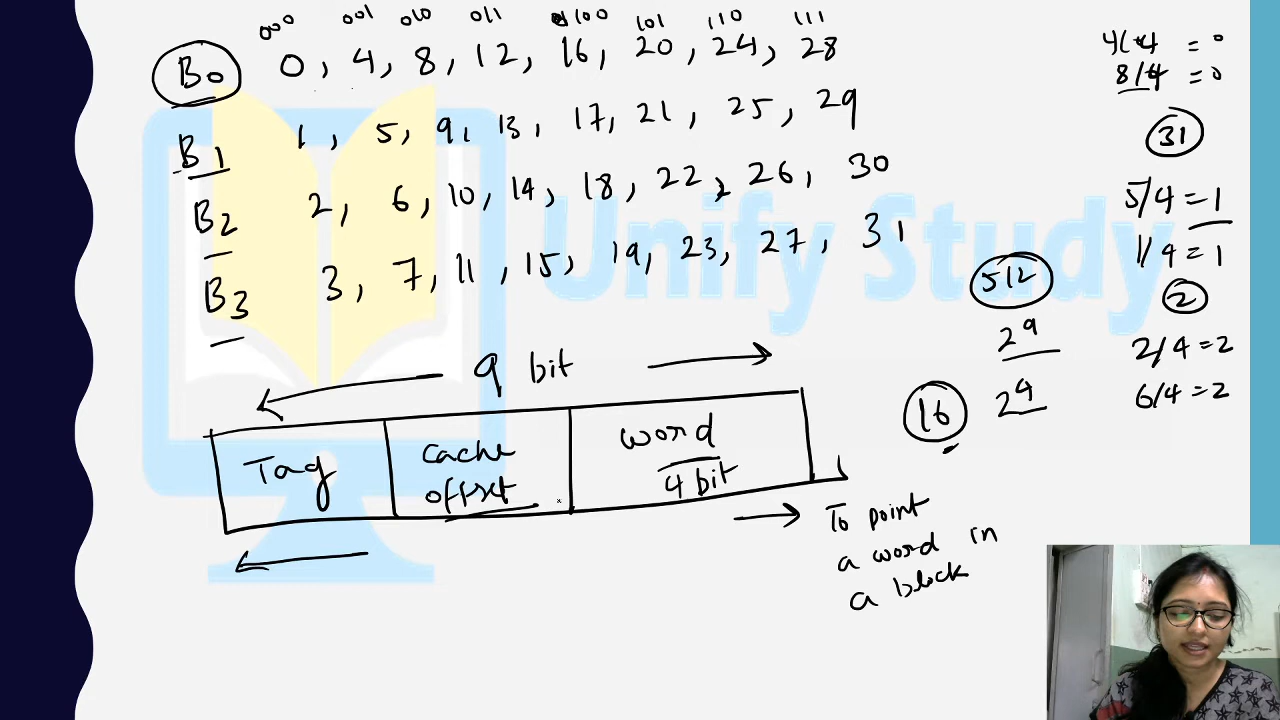 000 001 010 011 100 101 110 111
B0 0, 4, 8, 12, 16, 20, 24, 28
B1 1, 5, 9, 13, 17, 21, 25, 29
B2 2, 6, 10, 14, 18, 22, 26, 30
B3 3, 7, 11, 15, 19, 23, 27, 31
9 bit
Tag
cache
offset
word
4 bit
To point
a word in
a block
512
2^9
16 2^4
4/4 = 0
8/4 = 0
31
5/4 = 1
1/4 = 1
2
2/4 = 2
6/4 = 2
Unify Study